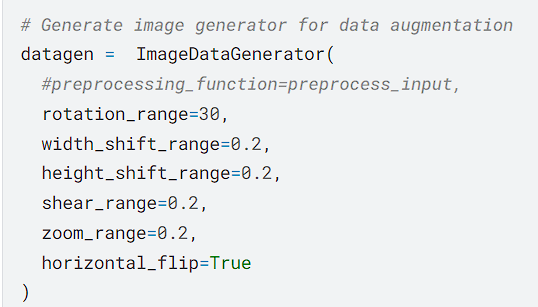 # Generate image generator for data augmentation
datagen =  ImageDataGenerator(
  #preprocessing_function=preprocess_input,
  rotation_range=30,
  width_shift_range=0.2,
  height_shift_range=0.2,
  shear_range=0.2,
  zoom_range=0.2,
  horizontal_flip=True
)